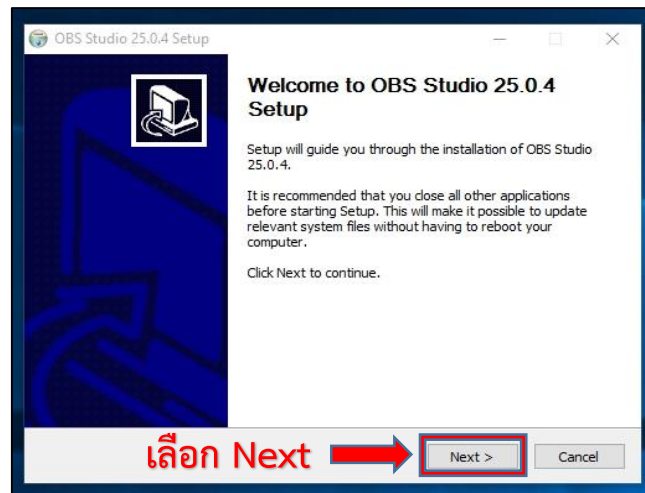 OBS Studio 25.0.4 Setup
Welcome to OBS Studio 25.0.4
Setup
Setup will guide you through the installation of OBS Studio
25.0.4.
It is recommended that you close all other applications
before starting Setup. This will make it possible to update
relevant system files without having to reboot your
computer.
Click Next to continue.
เลือก Next
Next >
Cancel